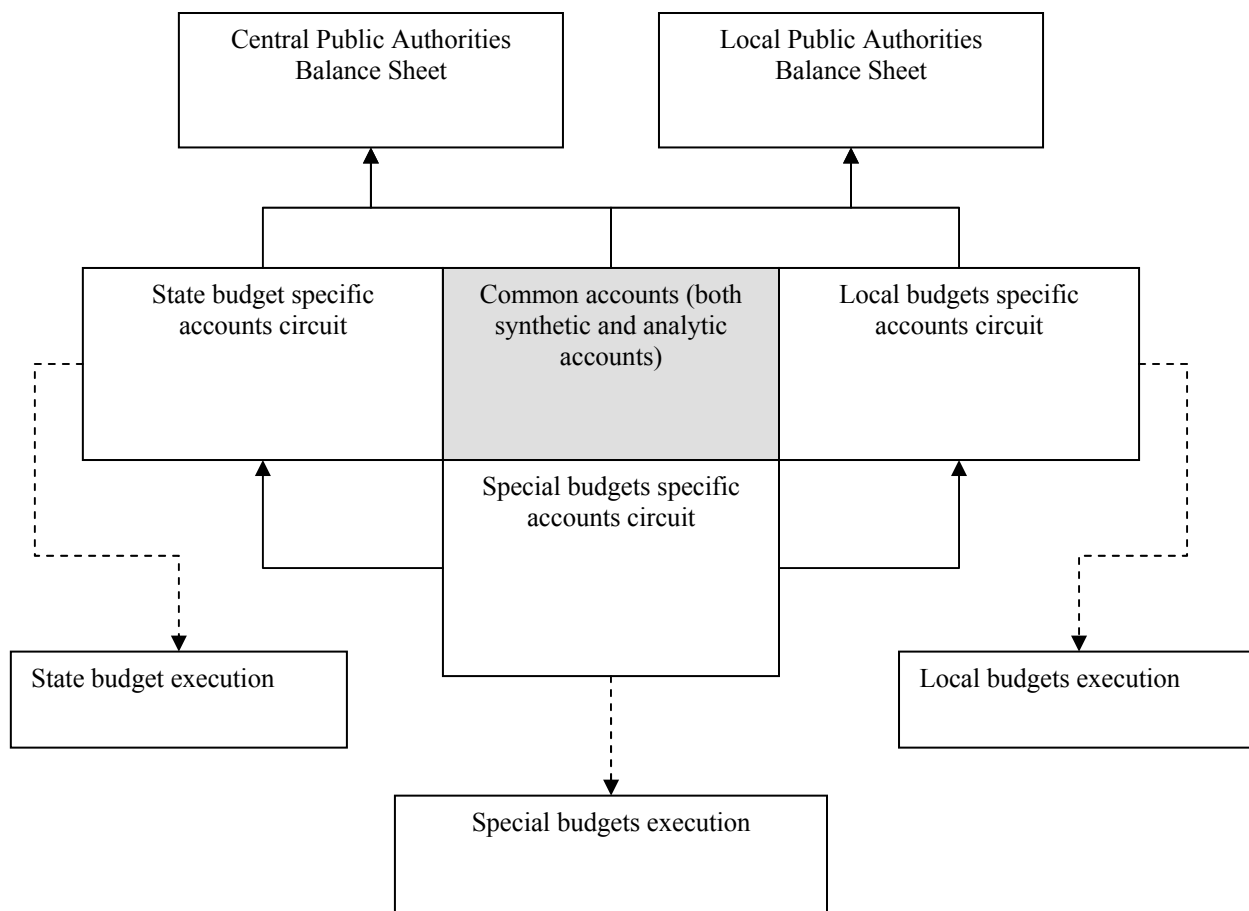 Central Public Authorities
Balance Sheet
Local Public Authorities
Balance Sheet
State budget specific
accounts circuit
Common accounts (both
synthetic and analytic
accounts)
Local budgets specific
accounts circuit
Special budgets specific
accounts circuit
State budget execution
Local budgets execution
Special budgets execution